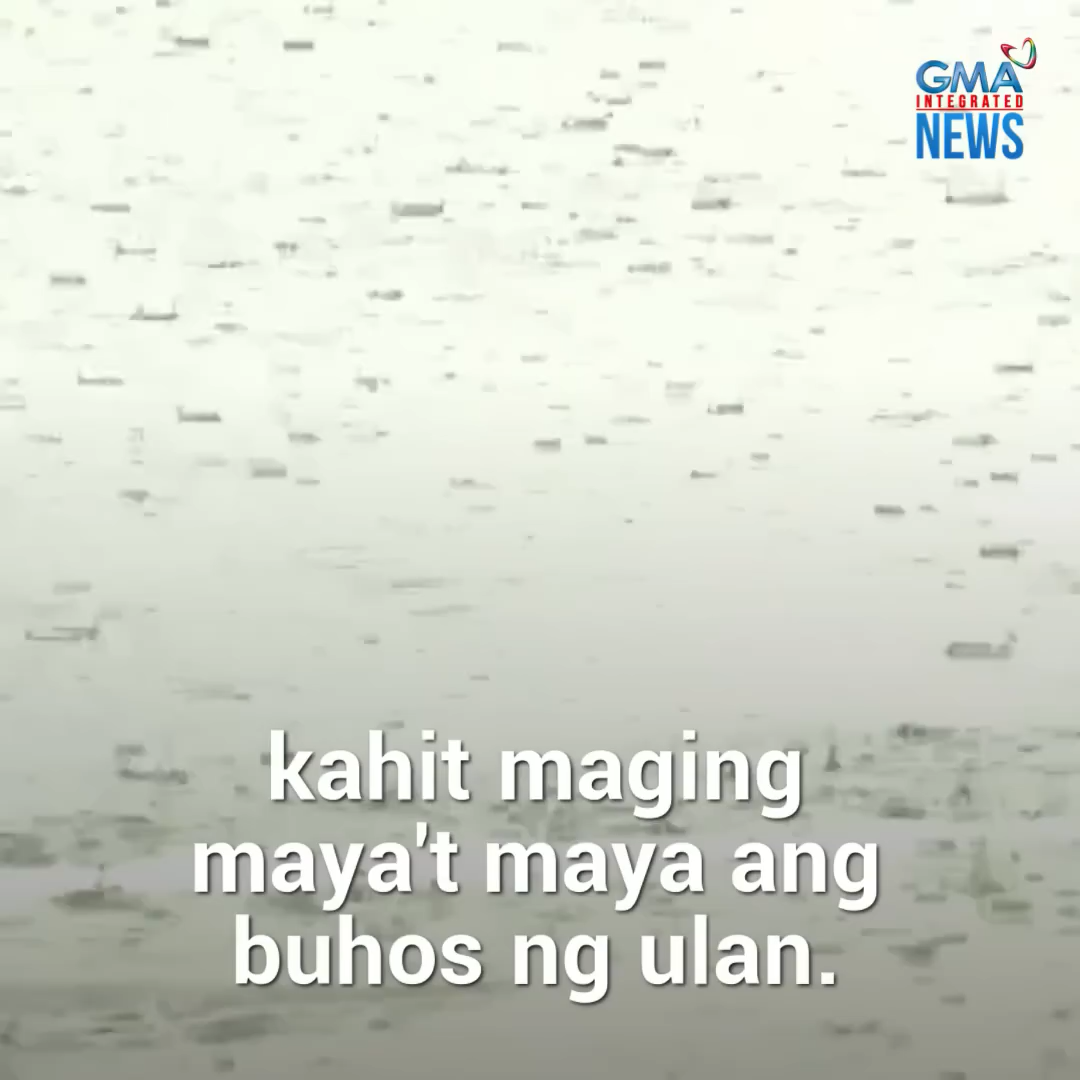 GMA
INTEGRATED
NEWS
kahit maging
maya't maya ang
buhos ng ulan.